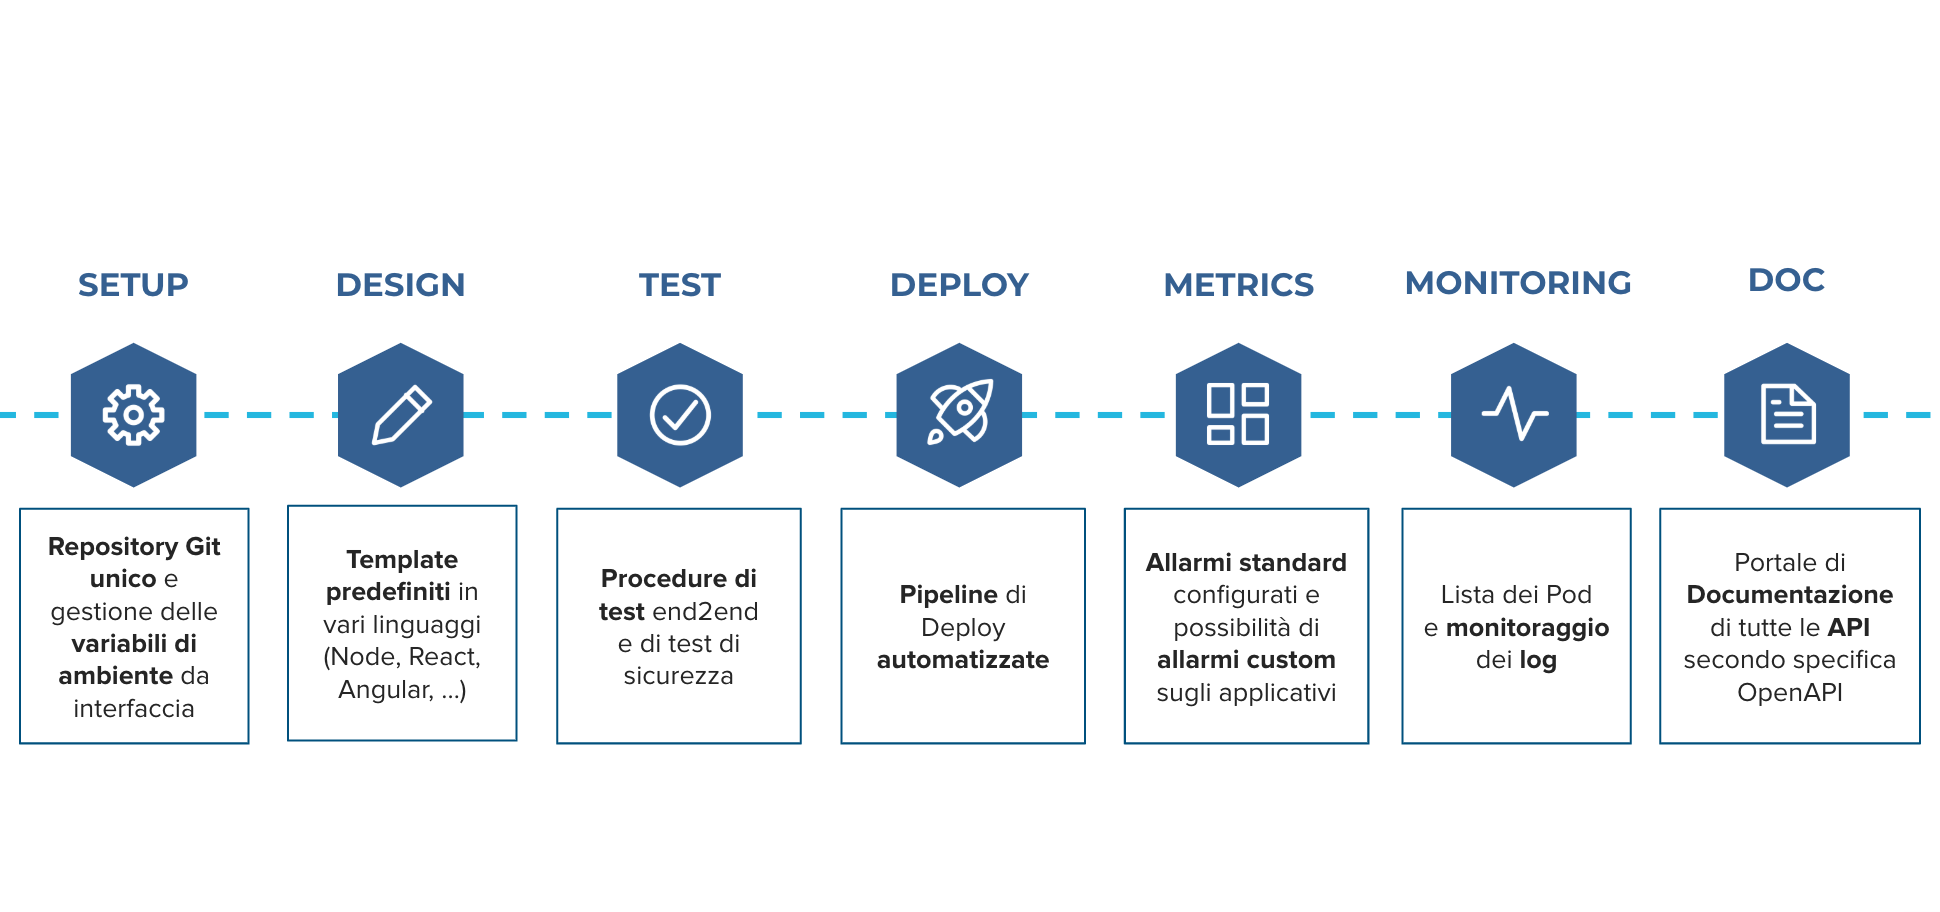 SETUP
DESIGN
TEST
DEPLOY
METRICS
MONITORING
DOC
Repository Git
unico e
gestione delle
variabili di
ambiente da
interfaccia
Template
predefiniti in
vari linguaggi
(Node, React,
Angular, ...)
Procedure di
test end2end
e di test di
sicurezza
Pipeline di
Deploy
automatizzate
Allarmi standard
configurati e
possibilità di
allarmi custom
sugli applicativi
Lista dei Pod
e monitoraggio
dei log
Portale di
Documentazione
di tutte le API
secondo specifica
OpenAPI